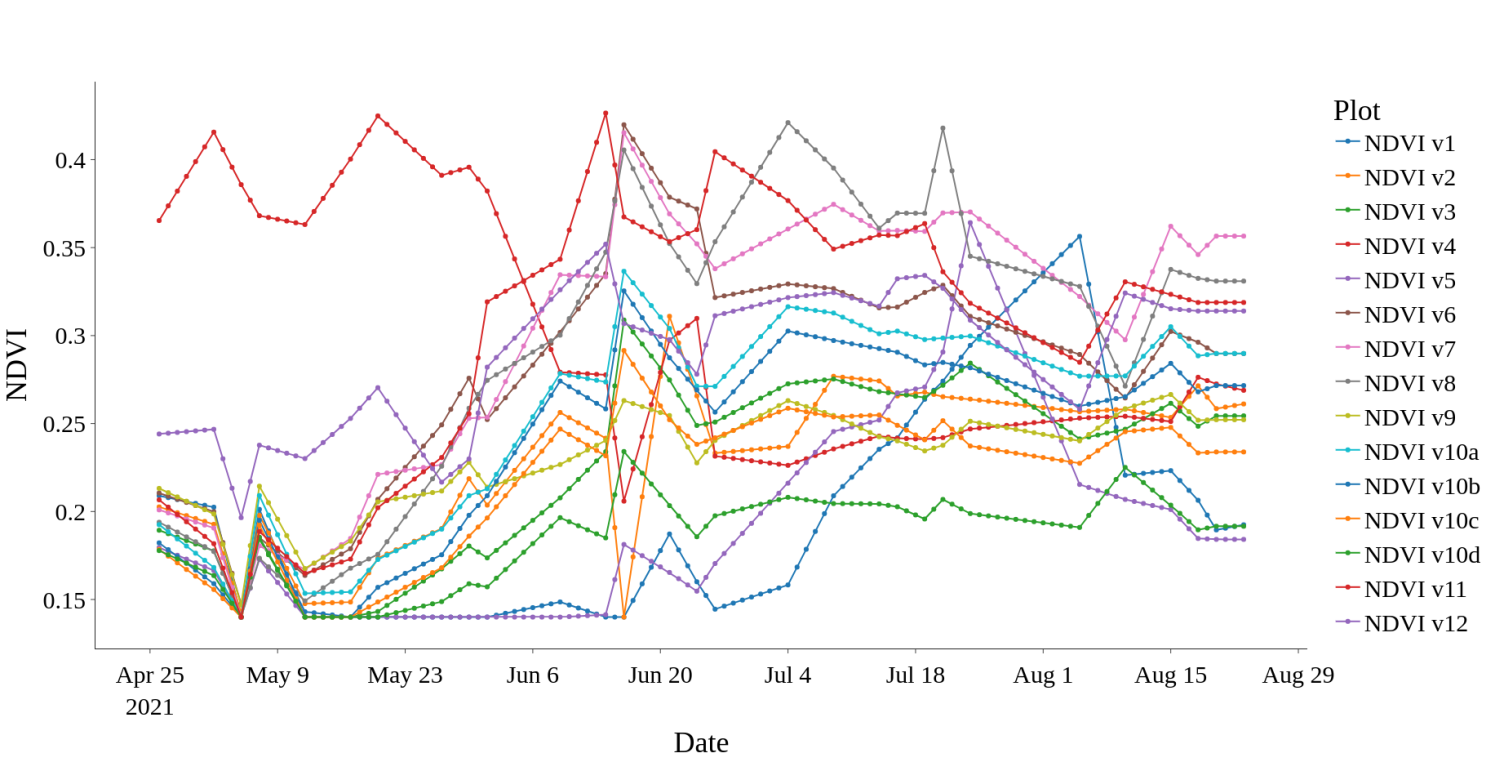 Plot
NDVI v1
NDVI v2
NDVI v3
NDVI v4
NDVI v5
NDVI v6
NDVI v7
NDVI v8
NDVI v9
NDVI v10a
NDVI v10b
NDVI v10c
NDVI v10d
NDVI v11
NDVI v12
0.4
0.35
0.3
0.25
0.2
0.15
NDVI
Apr 25 May 9 May 23 Jun 6 Jun 20 Jul 4 Jul 18 Aug 1 Aug 15 Aug 29
2021
Date